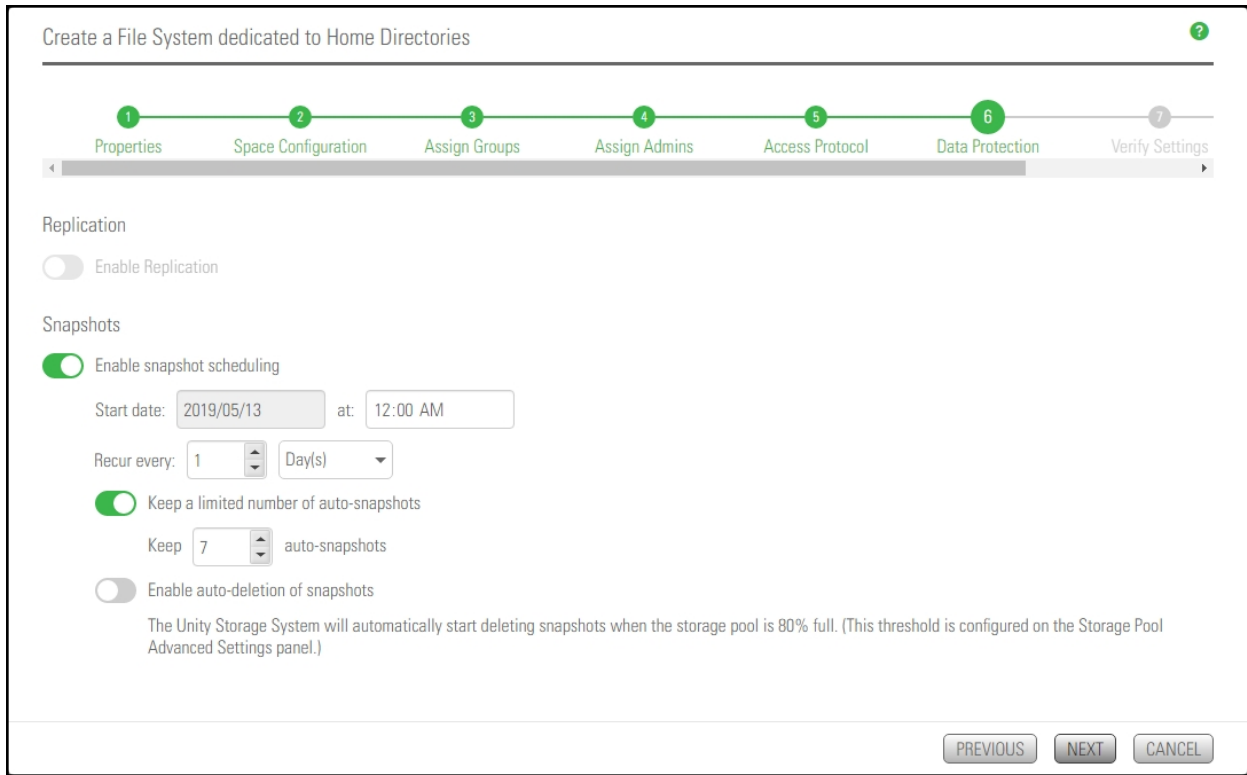 Create a File System dedicated to Home Directories
?
1 2 3 4 5 6 7
Properties Space Configuration Assign Groups Assign Admins Access Protocol Data Protection Verify Settings
Replication
Enable Replication
Snapshots
Enable snapshot scheduling
Start date: 2019/05/13 at: 12:00 AM
Recur every: 1 Day(s)
Keep a limited number of auto-snapshots
Keep 7 auto-snapshots
Enable auto-deletion of snapshots
The Unity Storage System will automatically start deleting snapshots when the storage pool is 80% full. (This threshold is configured on the Storage Pool
Advanced Settings panel.)
PREVIOUS NEXT CANCEL